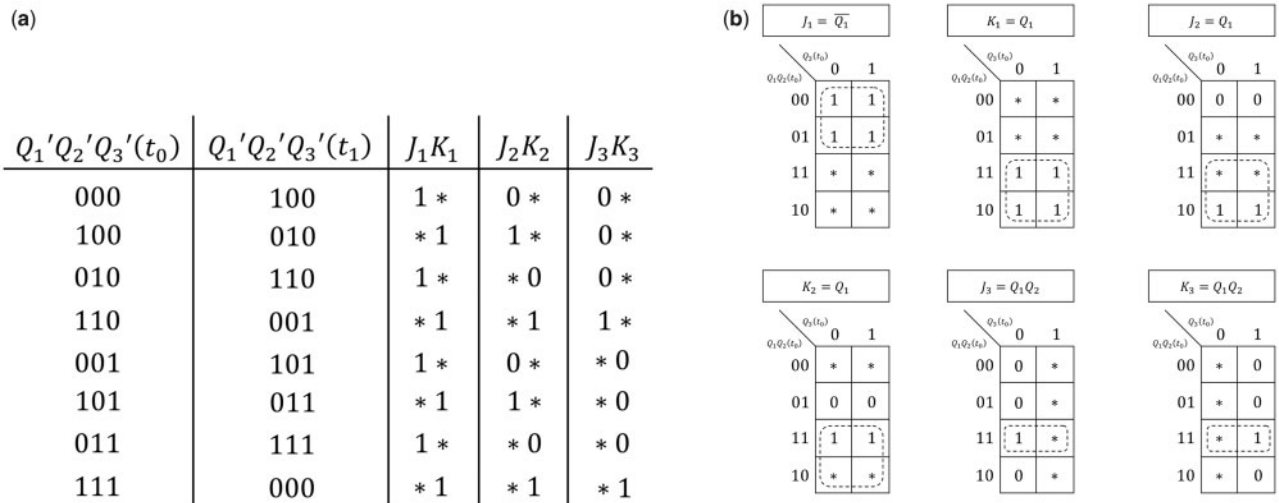 (a)
Q₁′Q₂′Q₃′(t₀) Q₁′Q₂′Q₃′(t₁) J₁K₁ J₂K₂ J₃K₃
000 100 1 * 0 * 0 *
100 010 * 1 1 * 0 *
010 110 1 * * 0 0 *
110 001 * 1 * 1 1 *
001 101 1 * 0 * * 0
101 011 * 1 1 * * 0
011 111 1 * * 0 * 0
111 000 * 1 * 1 * 1
(b)
J₁ = Q̅₁̅
Q₃(t₀)
Q₁Q₂(t₀)
0 1
00 1 1
01 1 1
11 * *
10 * *
K₁ = Q₁
Q₃(t₀)
Q₁Q₂(t₀)
0 1
00 * *
01 * *
11 1 1
10 1 1
J₂ = Q₁
Q₃(t₀)
Q₁Q₂(t₀)
0 1
00 0 0
01 * *
11 * *
10 1 1
K₂ = Q₁
Q₃(t₀)
Q₁Q₂(t₀)
0 1
00 * *
01 0 0
11 1 1
10 * *
J₃ = Q₁Q₂
Q₃(t₀)
Q₁Q₂(t₀)
0 1
00 0 *
01 0 *
11 1 *
10 0 *
K₃ = Q₁Q₂
Q₃(t₀)
Q₁Q₂(t₀)
0 1
00 * 0
01 * 0
11 * 1
10 * 0